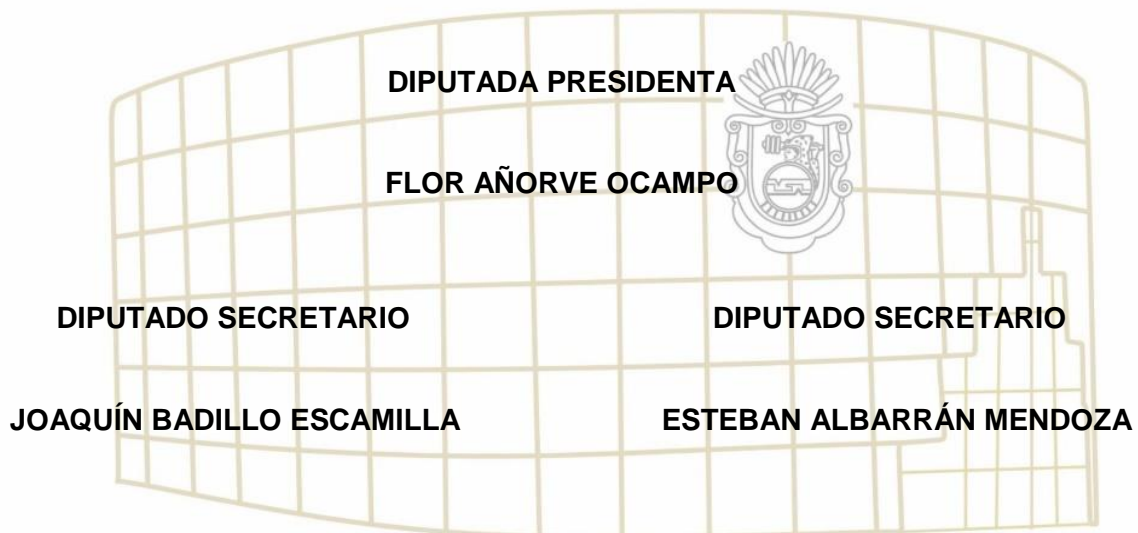 DIPUTADA PRESIDENTA
FLOR AÑORVE OCAMPO
DIPUTADO SECRETARIO
DIPUTADO SECRETARIO
JOAQUÍN BADILLO ESCAMILLA
ESTEBAN ALBARRÁN MENDOZA